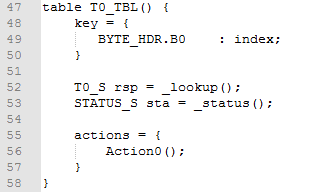 47 table T0_TBL() {
48     key = {
49        BYTE_HDR.B0    : index;
50     }
51
52     T0_S rsp = _lookup();
53     STATUS_S sta = _status();
54
55     actions = {
56         Action0();
57     }
58 }